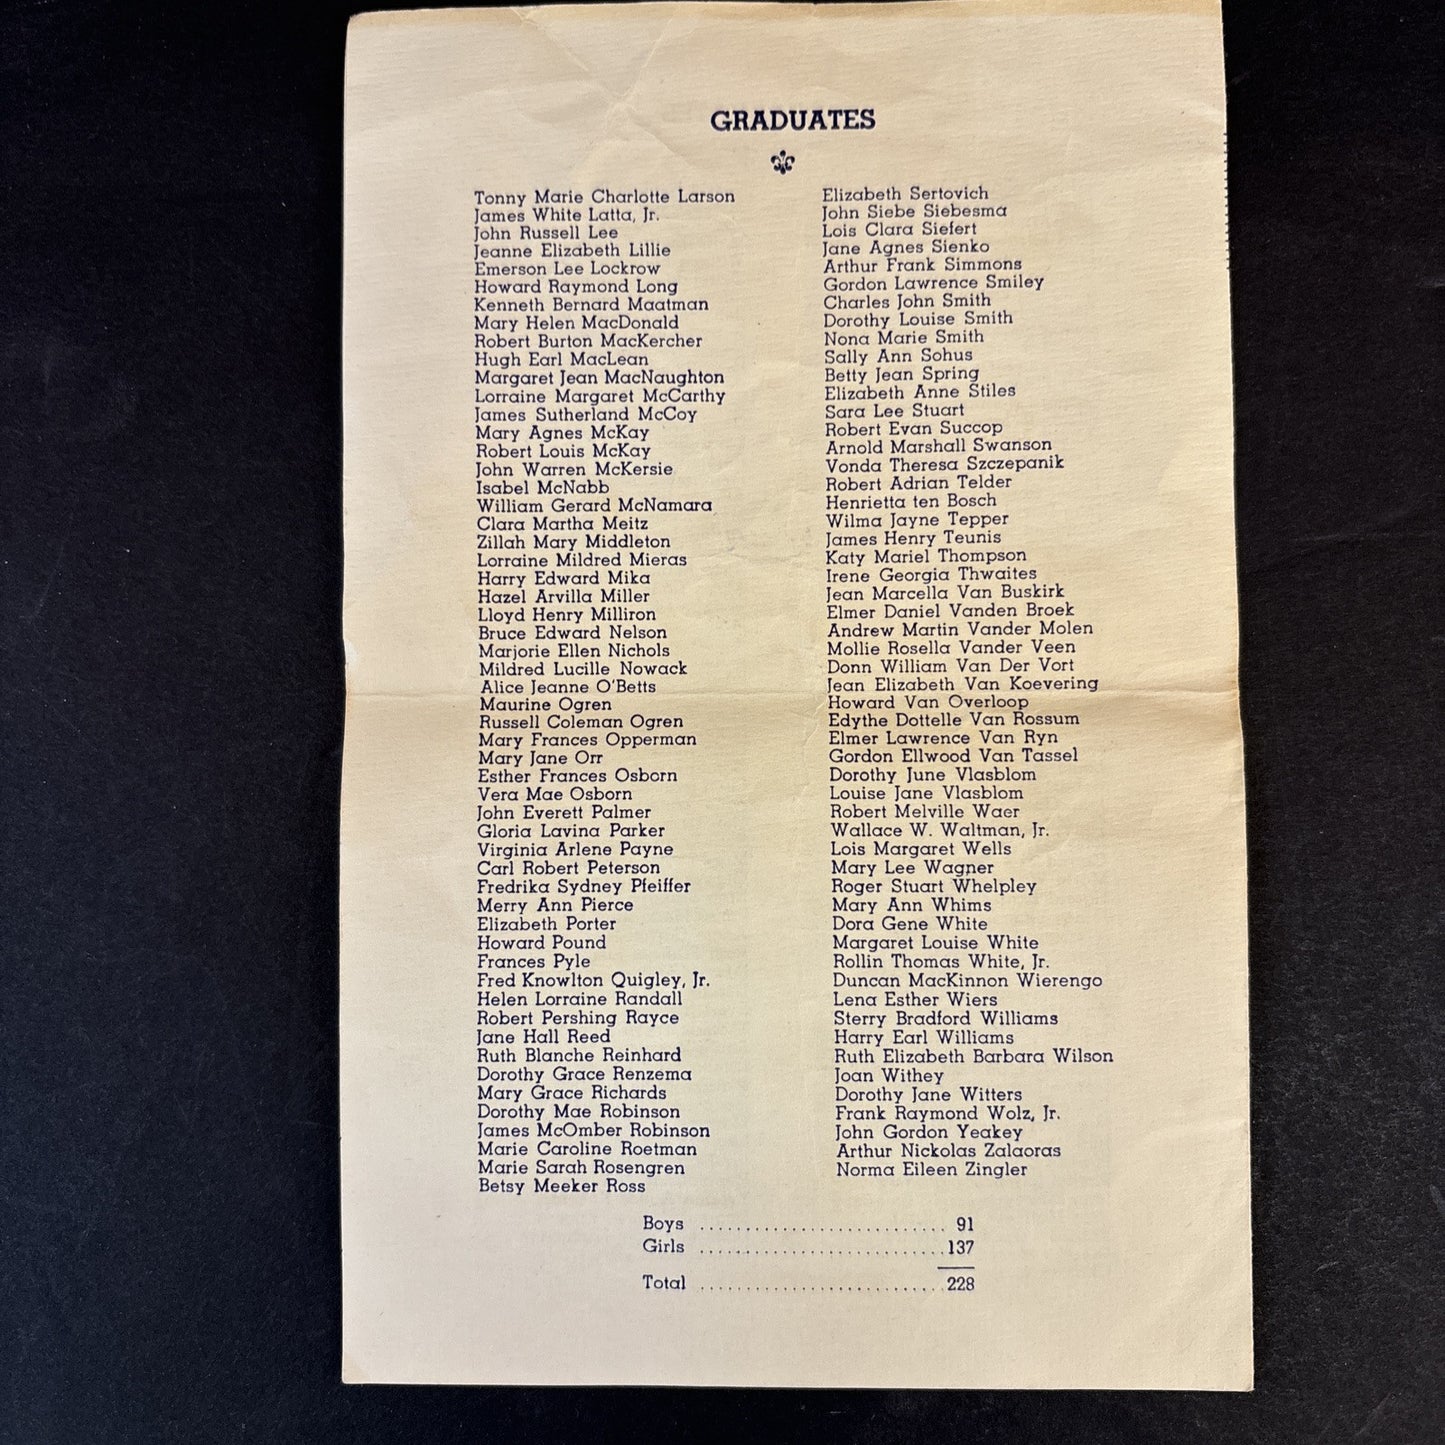 GRADUATES
Tonny Marie Charlotte Larson
James White Latta, Jr.
John Russell Lee
Jeanne Elizabeth Lillie
Emerson Lee Lockrow
Howard Raymond Long
Kenneth Bernard Maatman
Mary Helen MacDonald
Robert Burton MacKercher
Hugh Earl MacLean
Margaret Jean MacNaughton
Lorraine Margaret McCarthy
James Sutherland McCoy
Mary Agnes McKay
Robert Louis McKay
John Warren McKersie
Isabel McNabb
William Gerard McNamara
Clara Martha Meitz
Zillah Mary Middleton
Lorraine Mildred Mieras
Harry Edward Mika
Hazel Arvilla Miller
Lloyd Henry Milliron
Bruce Edward Nelson
Marjorie Ellen Nichols
Mildred Lucille Nowack
Alice Jeanne O'Betts
Maurine Ogren
Russell Coleman Ogren
Mary Frances Opperman
Mary Jane Orr
Esther Frances Osborn
Vera Mae Osborn
John Everett Palmer
Gloria Lavina Parker
Virginia Arlene Payne
Carl Robert Peterson
Fredrika Sydney Pfeiffer
Merry Ann Pierce
Elizabeth Porter
Howard Pound
Frances Pyle
Fred Knowlton Quigley, Jr.
Helen Lorraine Randall
Robert Pershing Rayce
Jane Hall Reed
Ruth Blanche Reinhard
Dorothy Grace Renzema
Mary Grace Richards
Dorothy Mae Robinson
James McOmber Robinson
Marie Caroline Roetman
Marie Sarah Rosengren
Betsy Meeker Ross
Elizabeth Sertovich
John Siebe Siebesma
Lois Clara Siefert
Jane Agnes Sienko
Arthur Frank Simmons
Gordon Lawrence Smiley
Charles John Smith
Dorothy Louise Smith
Nona Marie Smith
Sally Ann Sohus
Betty Jean Spring
Elizabeth Anne Stiles
Sara Lee Stuart
Robert Evan Succop
Arnold Marshall Swanson
Vonda Theresa Szczepanik
Robert Adrian Telder
Henrietta ten Bosch
Wilma Jayne Tepper
James Henry Teunis
Katy Mariel Thompson
Irene Georgia Thwaites
Jean Marcella Van Buskirk
Elmer Daniel Vanden Broek
Andrew Martin Vander Molen
Mollie Rosella Vander Veen
Donn William Van Der Vort
Jean Elizabeth Van Koevering
Howard Van Overloop
Edythe Dottelle Van Rossum
Elmer Lawrence Van Ryn
Gordon Ellwood Van Tassel
Dorothy June Vlasblom
Louise Jane Vlasblom
Robert Melville Waer
Wallace W. Waltman, Jr.
Lois Margaret Wells
Mary Lee Wagner
Roger Stuart Whelpley
Mary Ann Whims
Dora Gene White
Margaret Louise White
Rollin Thomas White, Jr.
Duncan MacKinnon Wierengo
Lena Esther Wiers
Sterry Bradford Williams
Harry Earl Williams
Ruth Elizabeth Barbara Wilson
Joan Withey
Dorothy Jane Witters
Frank Raymond Wolz, Jr.
John Gordon Yeakey
Arthur Nickolas Zalaoras
Norma Eileen Zingler
Boys ........................... 91
Girls ...........................137
Total ...........................228